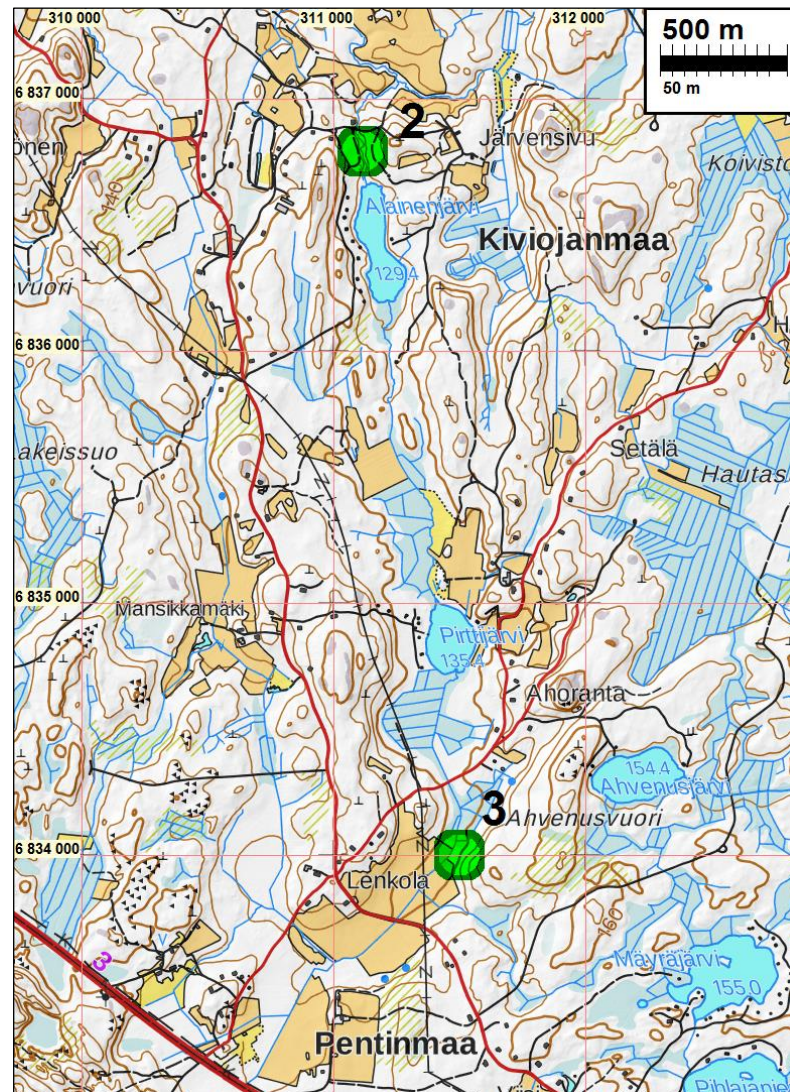 310 000
311 000
312 000
500 m
50 m
6 837 000
2
Järvensivu
önen
Koivisto
140
Alainenjärvi
Kiviojanmaa
129.4
vuori
H
6 836 000
Setälä
akeissuo
Hautas
6 835 000
Mansikkamäki
Pirttijärvi
135.4
Ahoranta
154.4
Ahvenusjärvi
3
Ahvenusvuori
6 834 000
Lenkola
160
3
Mäyräjärvi
155.0
Pentinmaa